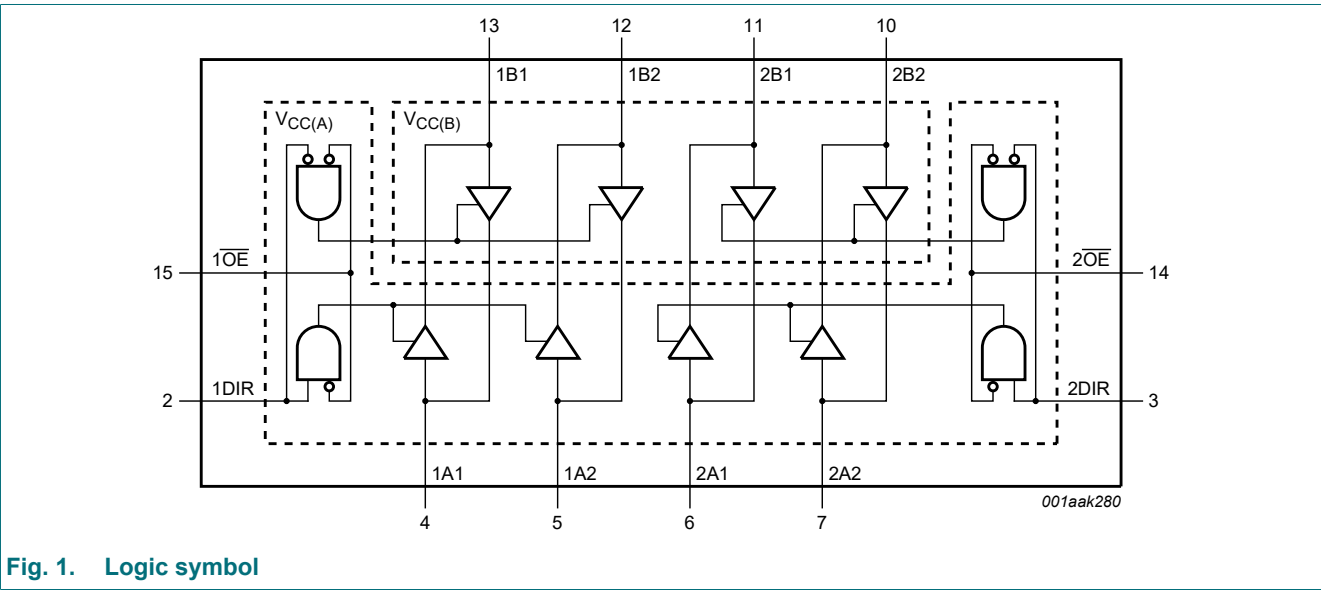 13 12 11 10
1B1 1B2 2B1 2B2
VCC(A) VCC(B)
15 1OE 2OE 14
2 1DIR 2DIR 3
1A1 1A2 2A1 2A2
001aak280
4 5 6 7
Fig. 1. Logic symbol